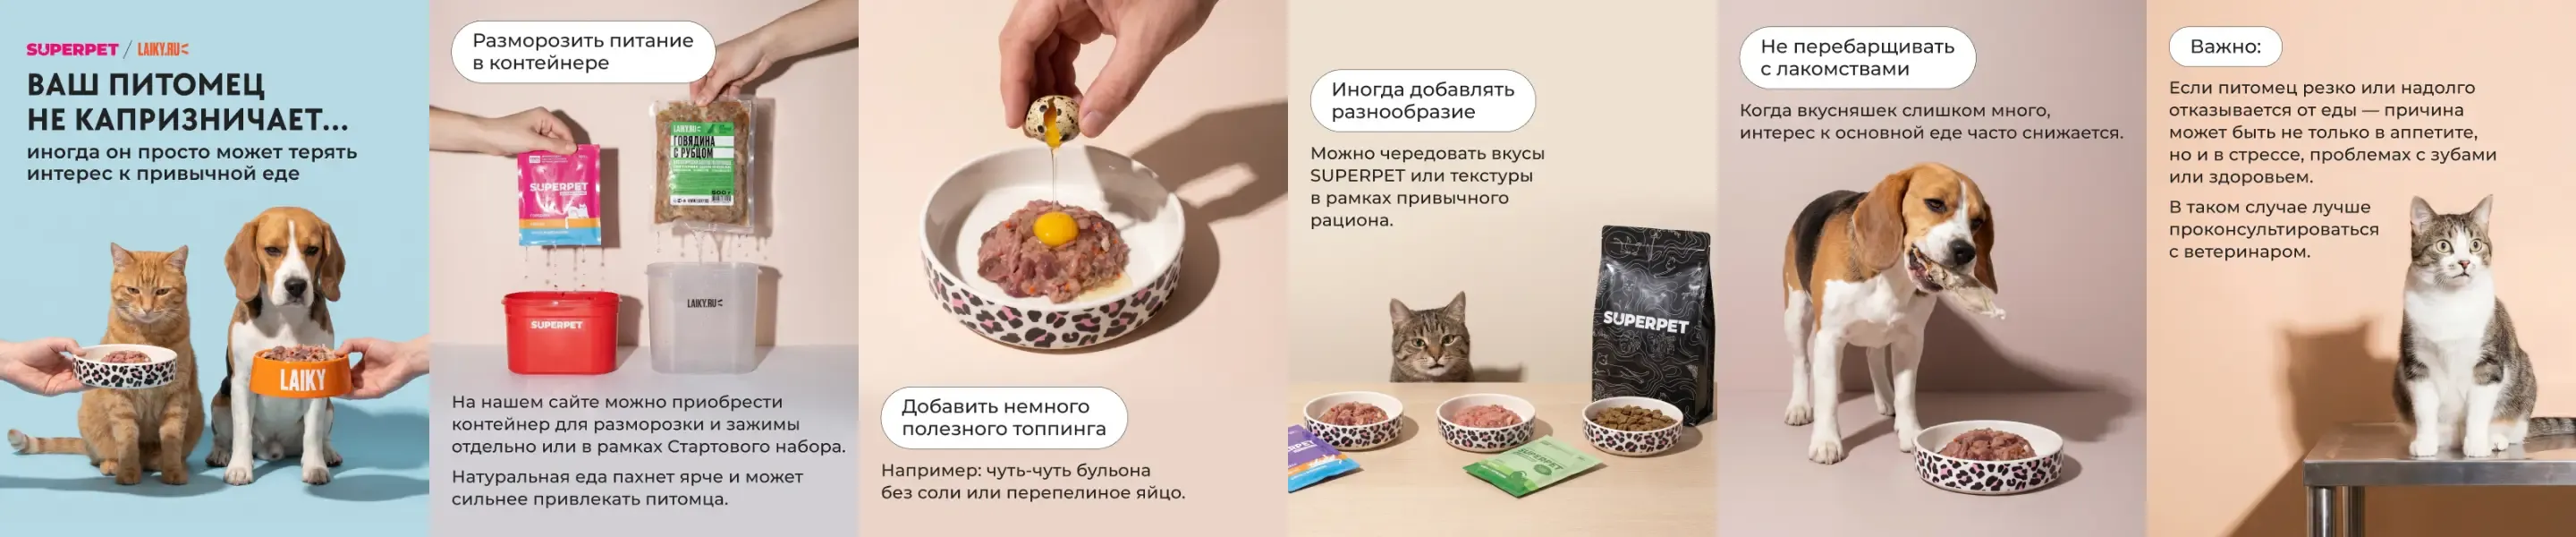 SUPERPET / LAIKY.RU
ВАШ ПИТОМЕЦ
НЕ КАПРИЗНИЧАЕТ...
иногда он просто может терять
интерес к привычной еде
LAIKY
Разморозить питание
в контейнере
LAIKY.RU
ГОВЯДИНА
С РУБЦОМ
500 г
SUPERPET
SUPERPET
LAIKY.RU
На нашем сайте можно приобрести
контейнер для разморозки и зажимы
отдельно или в рамках Стартового набора.
Натуральная еда пахнет ярче и может
сильнее привлекать питомца.
Добавить немного
полезного топпинга
Например: чуть-чуть бульона
без соли или перепелиное яйцо.
Иногда добавлять
разнообразие
Можно чередовать вкусы
SUPERPET или текстуры
в рамках привычного
рациона.
SUPERPET
SUPERPET
Не перебарщивать
с лакомствами
Когда вкусняшек слишком много,
интерес к основной еде часто снижается.
Важно:
Если питомец резко или надолго
отказывается от еды — причина
может быть не только в аппетите,
но и в стрессе, проблемах с зубами
или здоровьем.
В таком случае лучше
проконсультироваться
с ветеринаром.